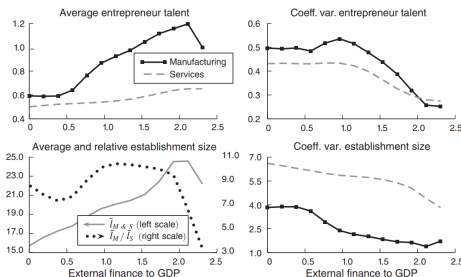 Average entrepreneur talent
1.2
1.0
0.8
0.6
0.4
Manufacturing
Services
0 0.5 1.0 1.5 2.0 2.5
Coeff. var. entrepreneur talent
0.6
0.5
0.4
0.3
0.2
0 0.5 1.0 1.5 2.0 2.5
Average and relative establishment size
25.0
23.0
21.0
19.0
17.0
15.0
11.0
9.0
7.0
5.0
3.0
l̄M & S (left scale)
l̄M / l̄S (right scale)
0 0.5 1.0 1.5 2.0 2.5
External finance to GDP
Coeff. var. establishment size
7.0
5.5
4.0
2.5
1.0
0 0.5 1.0 1.5 2.0 2.5
External finance to GDP